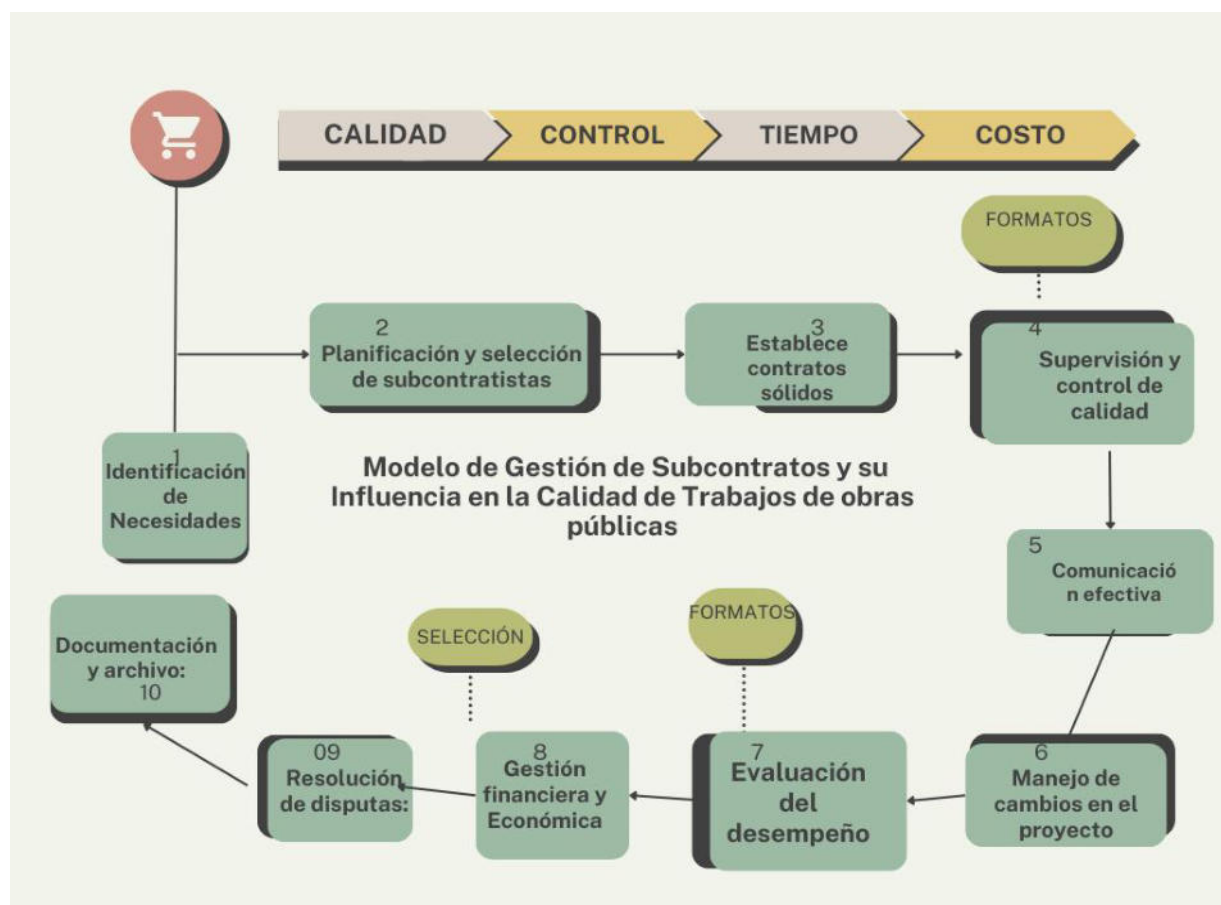 CALIDAD
CONTROL
TIEMPO
COSTO
FORMATOS
2
Planificación y selección
de subcontratistas
3
Establece
contratos
sólidos
4
Supervisión y
control de
calidad
1
Identificación
de
Necesidades
Modelo de Gestión de Subcontratos y su
Influencia en la Calidad de Trabajos de obras
públicas
5
Comunicació
n efectiva
Documentación
y archivo:
10
SELECCIÓN
FORMATOS
09
Resolución
de disputas:
8
Gestión
financiera y
Económica
7
Evaluación
del
desempeño
6
Manejo de
cambios en el
proyecto